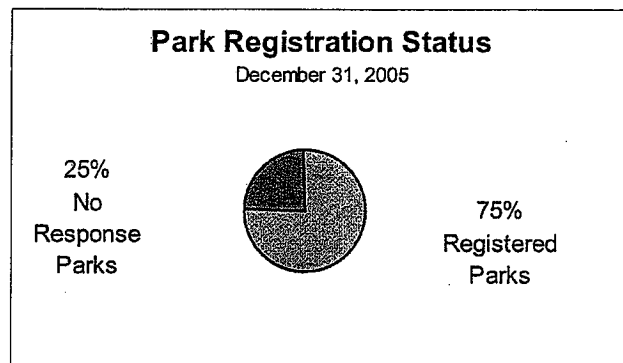 Park Registration Status
December 31, 2005
25%
No
Response
Parks
75%
Registered
Parks